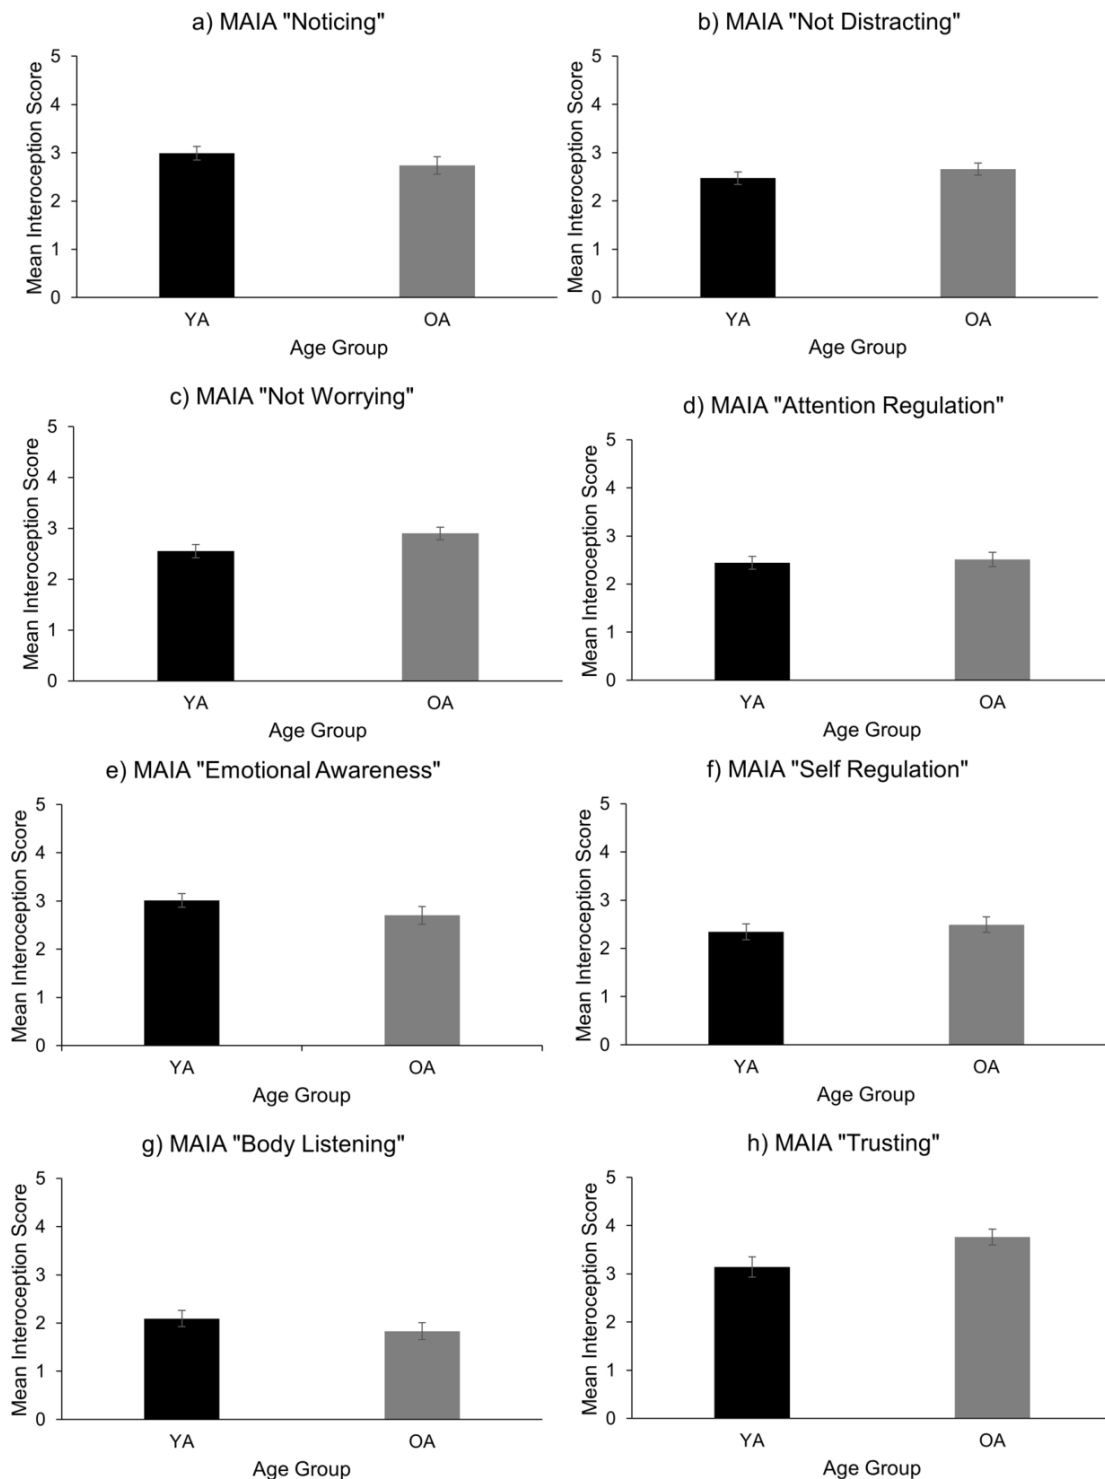 a) MAIA "Noticing"
Mean Interoception Score
5
4
3
2
1
0
YA
OA
Age Group
b) MAIA "Not Distracting"
Mean Interoception Score
5
4
3
2
1
0
YA
OA
Age Group
c) MAIA "Not Worrying"
Mean Interoception Score
5
4
3
2
1
0
YA
OA
Age Group
d) MAIA "Attention Regulation"
Mean Interoception Score
5
4
3
2
1
0
YA
OA
Age Group
e) MAIA "Emotional Awareness"
Mean Interoception Score
5
4
3
2
1
0
YA
OA
Age Group
f) MAIA "Self Regulation"
Mean Interoception Score
5
4
3
2
1
0
YA
OA
Age Group
g) MAIA "Body Listening"
Mean Interoception Score
5
4
3
2
1
0
YA
OA
Age Group
h) MAIA "Trusting"
Mean Interoception Score
5
4
3
2
1
0
YA
OA
Age Group